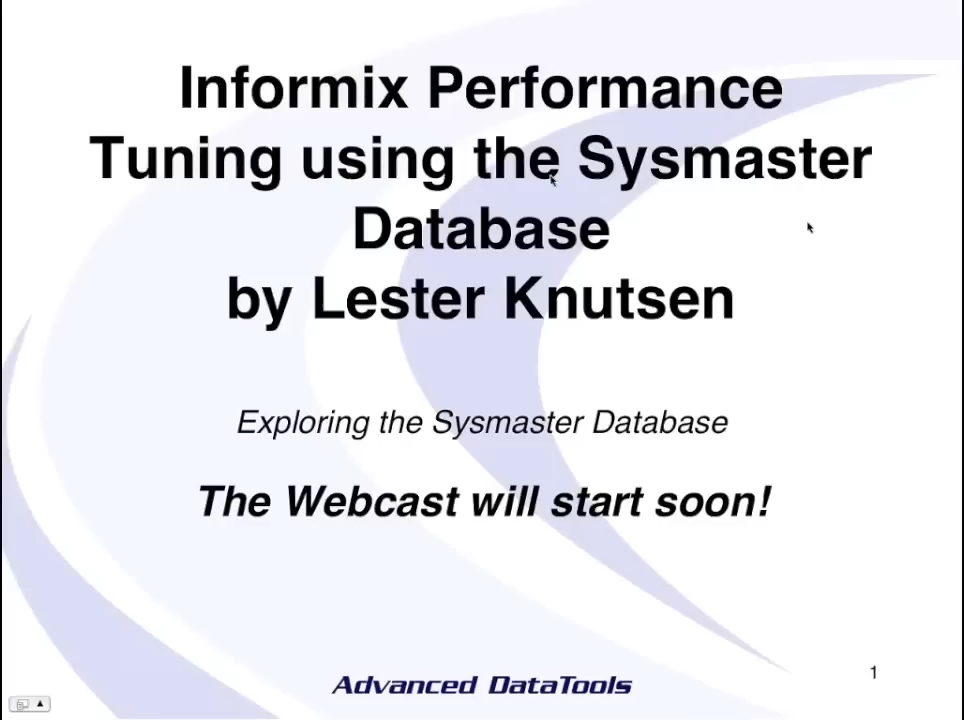 Informix Performance
Tuning using the Sysmaster
Database
by Lester Knutsen
Exploring the Sysmaster Database
The Webcast will start soon!
Advanced DataTools
1